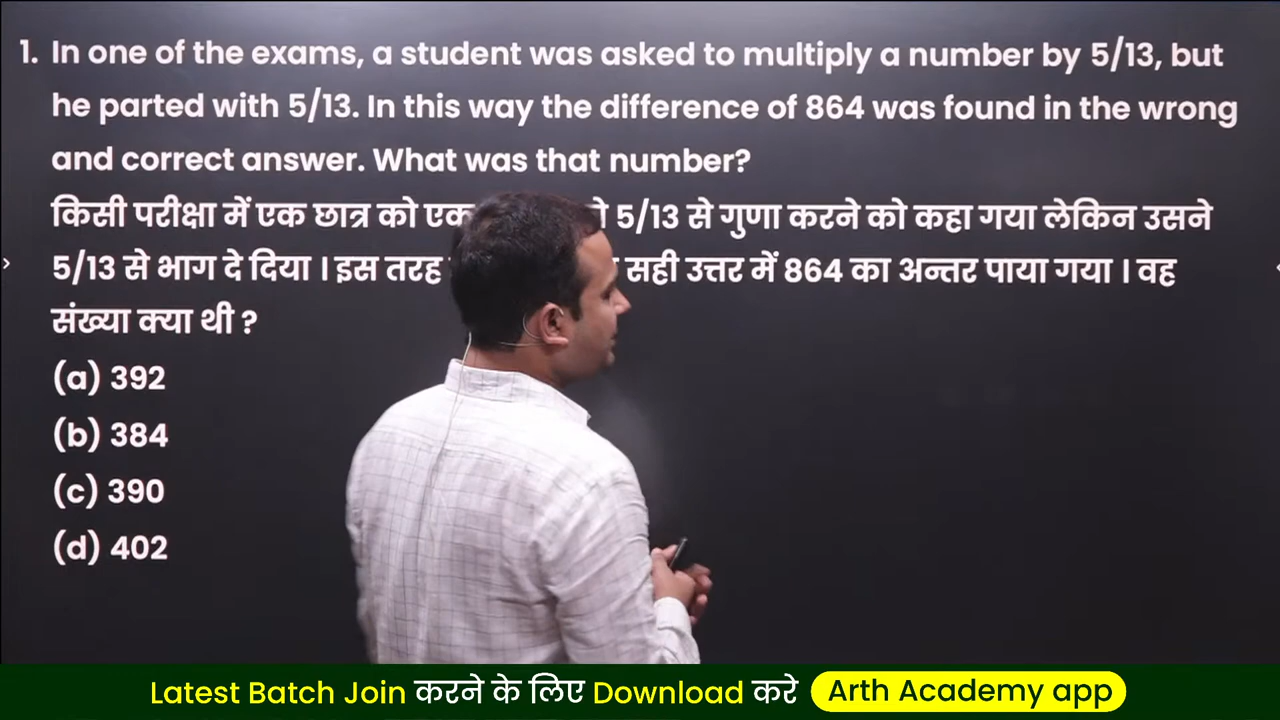 1. In one of the exams, a student was asked to multiply a number by 5/13, but
he parted with 5/13. In this way the difference of 864 was found in the wrong
and correct answer. What was that number?
किसी परीक्षा में एक छात्र को 5/13 से गुणा करने को कहा गया लेकिन उसने
5/13 से भाग दे दिया । इस तरह सही उत्तर में 864 का अन्तर पाया गया । वह
संख्या क्या थी ?
(a) 392
(b) 384
(c) 390
(d) 402
Latest Batch Join करने के लिए Download करे Arth Academy app